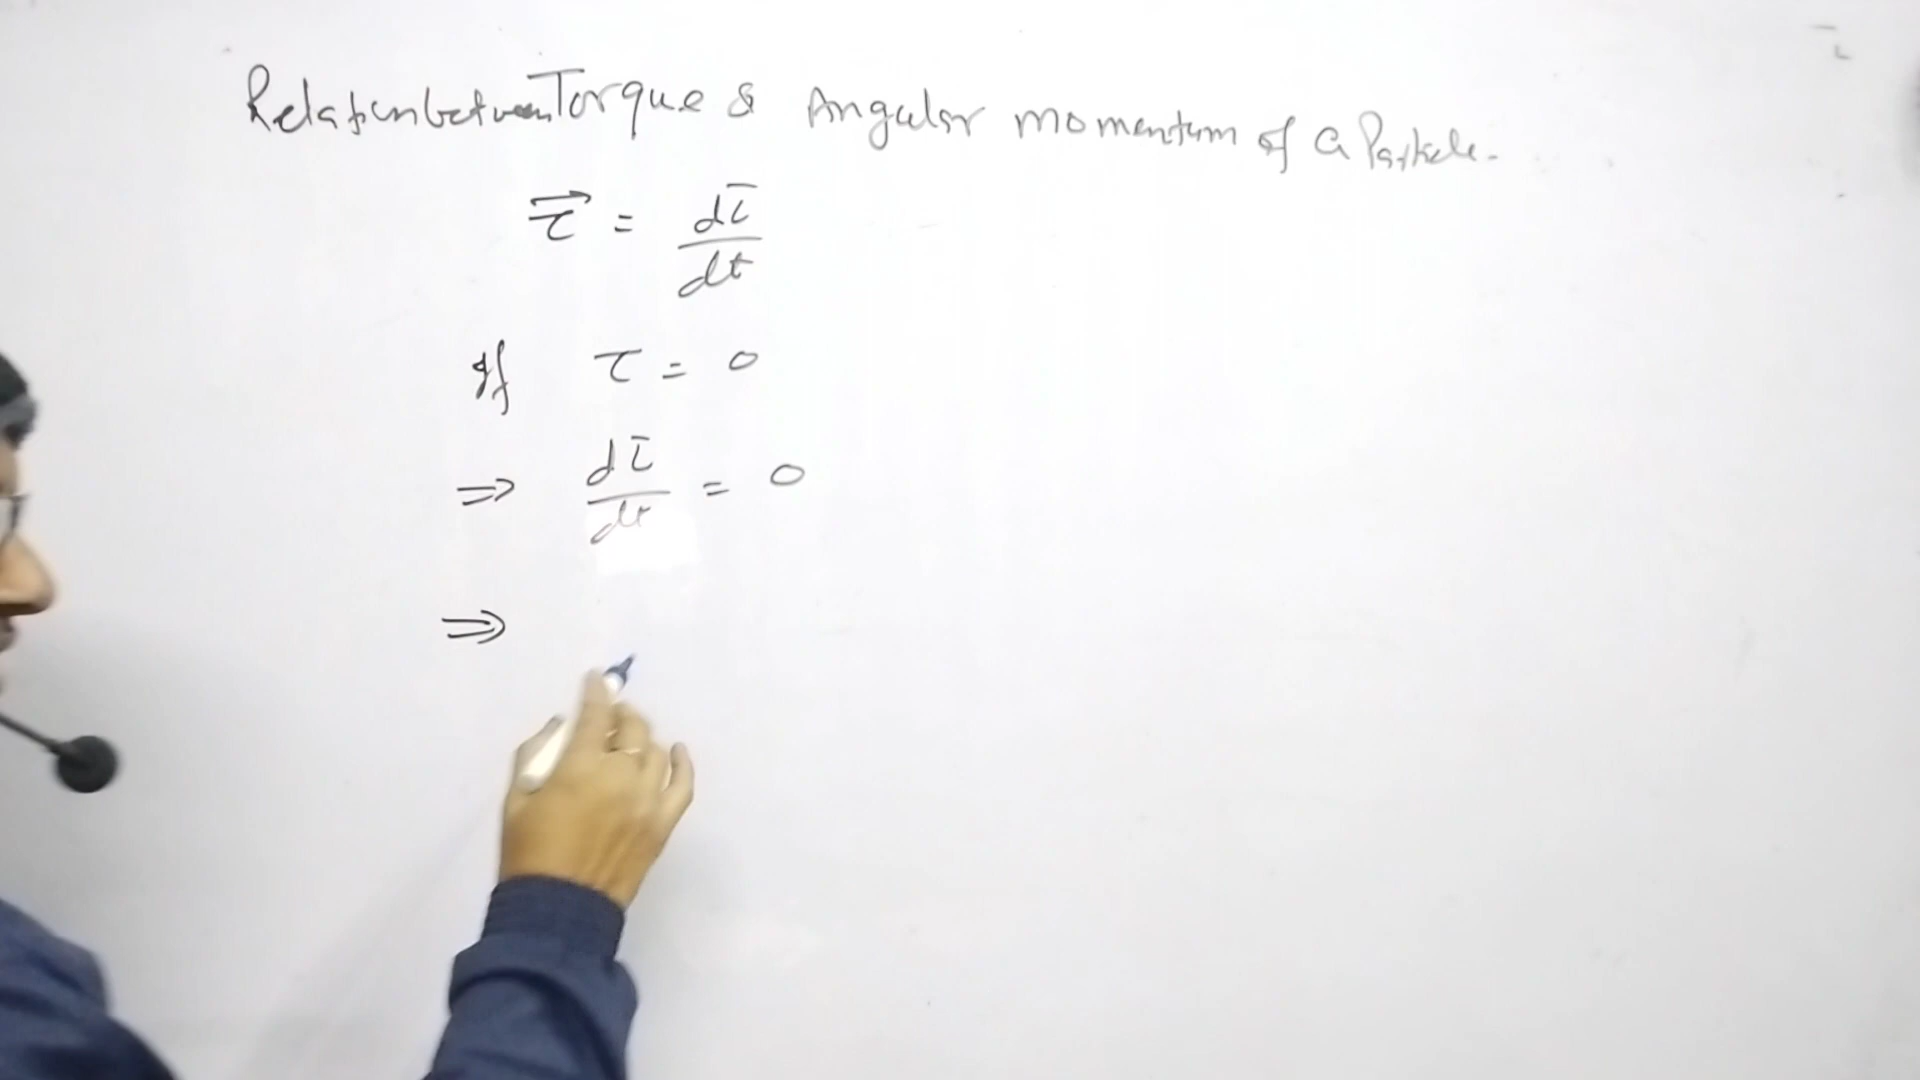 Relation between Torque & Angular momentum of a Particle.
τ⃗ = dl̄/dt
If τ = 0
⇒ dl̄/dt = 0
⇒